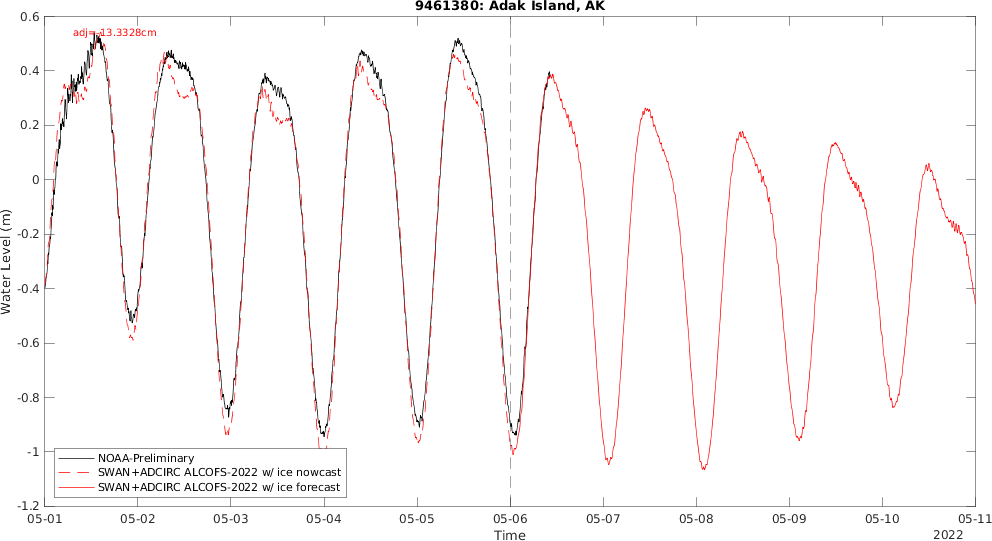 9461380: Adak Island, AK
adj=-13.3328cm
0.6
0.4
0.2
0
-0.2
-0.4
-0.6
-0.8
-1
-1.2
Water Level (m)
NOAA-Preliminary
SWAN+ADCIRC ALCOFS-2022 w/ ice nowcast
SWAN+ADCIRC ALCOFS-2022 w/ ice forecast
05-01 05-02 05-03 05-04 05-05 05-06 05-07 05-08 05-09 05-10 05-11
Time
2022